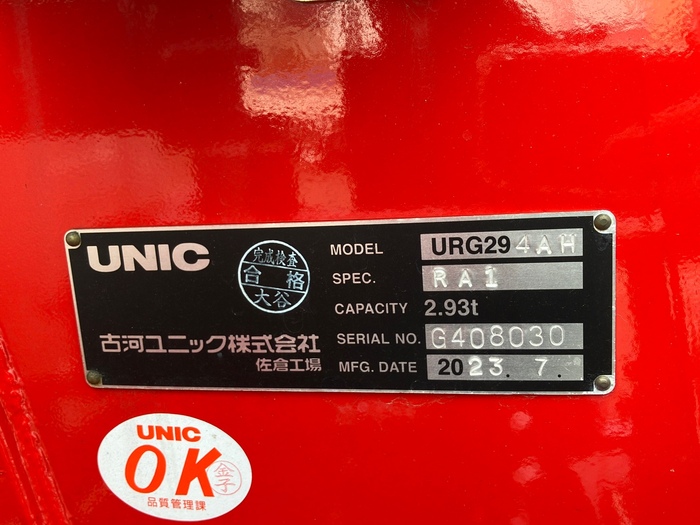 UNIC
完成検査
合格
大谷
古河ユニック株式会社
佐倉工場
MODEL URG294AH
SPEC. RA1
CAPACITY 2.93t
SERIAL NO. G408030
MFG. DATE 2023. 7.
UNIC
OK
金子
品質管理課